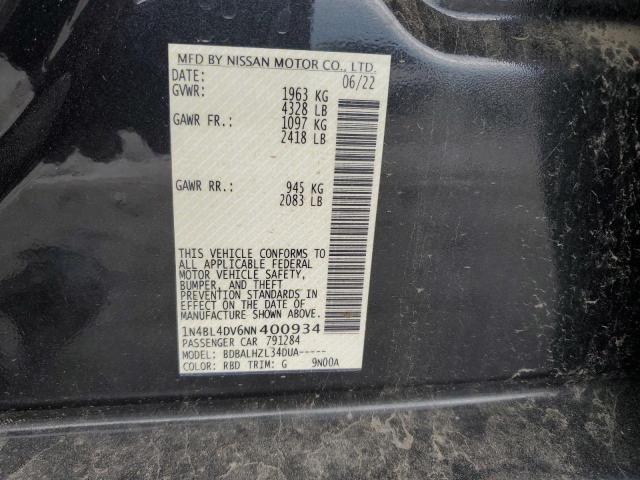 MFD BY NISSAN MOTOR CO., LTD.
DATE: 06/22
GVWR: 1963 KG
4328 LB
GAWR FR.: 1097 KG
2418 LB
GAWR RR.: 945 KG
2083 LB
THIS VEHICLE CONFORMS TO
ALL APPLICABLE FEDERAL
MOTOR VEHICLE SAFETY,
BUMPER, AND THEFT
PREVENTION STANDARDS IN
EFFECT ON THE DATE OF
MANUFACTURE SHOWN ABOVE.
1N4BL4DV6NN400934
PASSENGER CAR 791284
MODEL: BDBALHZL34DUA-----
COLOR: RBD TRIM: G 9N00A